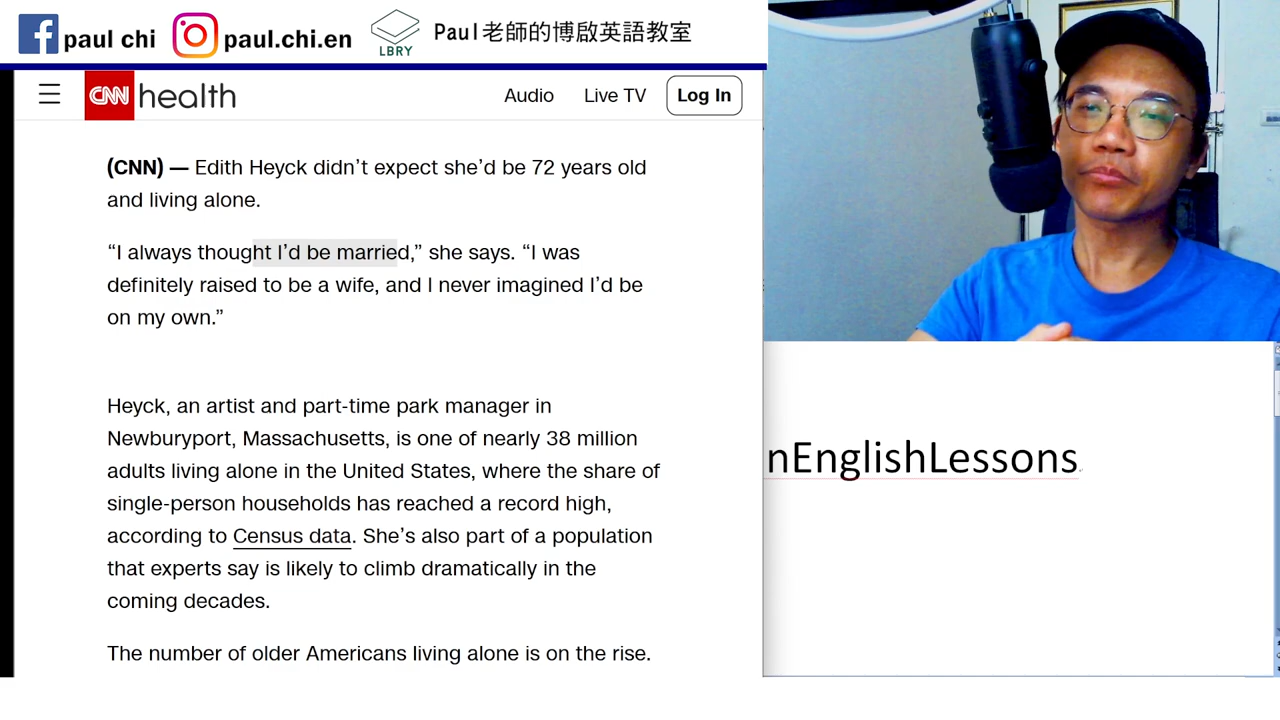 paul chi
paul.chi.en
LBRY
Paul老師的博啟英語教室
CNN health
Audio
Live TV
Log In
(CNN) — Edith Heyck didn’t expect she’d be 72 years old
and living alone.
“I always thought I’d be married,” she says. “I was
definitely raised to be a wife, and I never imagined I’d be
on my own.”
Heyck, an artist and part-time park manager in
Newburyport, Massachusetts, is one of nearly 38 million
adults living alone in the United States, where the share of
single-person households has reached a record high,
according to Census data. She’s also part of a population
that experts say is likely to climb dramatically in the
coming decades.
The number of older Americans living alone is on the rise.
nEnglishLessons